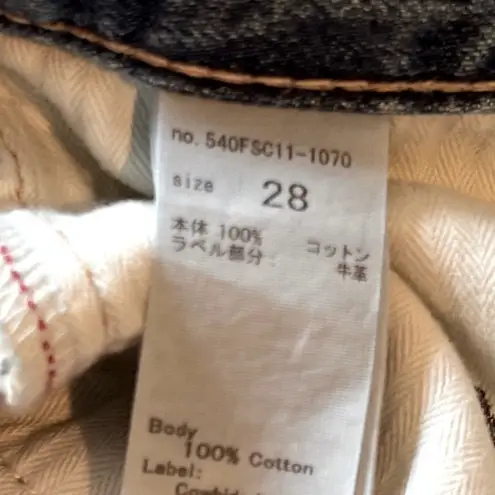 no. 540FSC11-1070
size 28
本体 100% コットン
ラベル部分 牛革
Body
100% Cotton
Label: